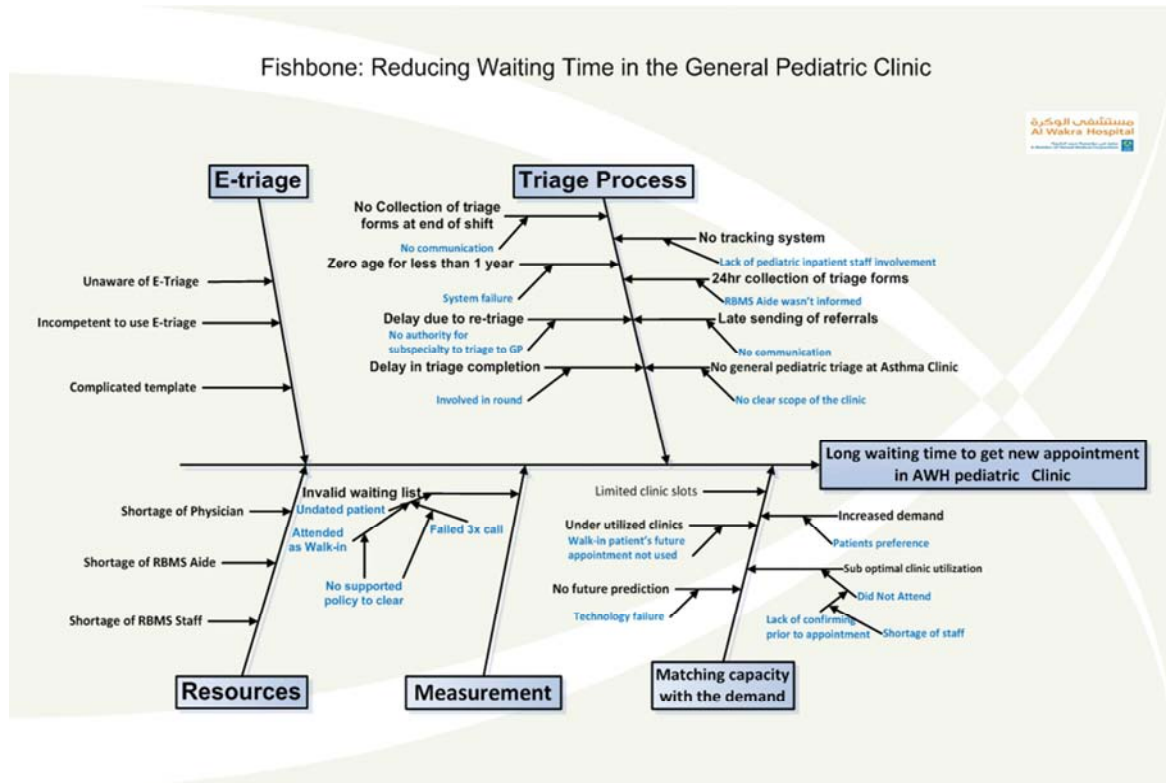 Fishbone: Reducing Waiting Time in the General Pediatric Clinic
مستشفى الوكرة
Al Wakra Hospital
E-triage
Unaware of E-Triage
Incompetent to use E-triage
Complicated template
Triage Process
No Collection of triage
forms at end of shift
No communication
Zero age for less than 1 year
System failure
Delay due to re-triage
No authority for
subspecialty to triage to GP
Delay in triage completion
Involved in round
No tracking system
Lack of pediatric inpatient staff involvement
24hr collection of triage forms
RBMS Aide wasn't informed
Late sending of referrals
No communication
No general pediatric triage at Asthma Clinic
No clear scope of the clinic
Long waiting time to get new appointment
in AWH pediatric Clinic
Shortage of Physician
Shortage of RBMS Aide
Shortage of RBMS Staff
Resources
Invalid waiting list
Undated patient
Attended
as Walk-in
Failed 3x call
No supported
policy to clear
Measurement
Limited clinic slots
Under utilized clinics
Walk-in patient's future
appointment not used
No future prediction
Technology failure
Increased demand
Patients preference
Sub optimal clinic utilization
Did Not Attend
Lack of confirming
prior to appointment
Shortage of staff
Matching capacity
with the demand